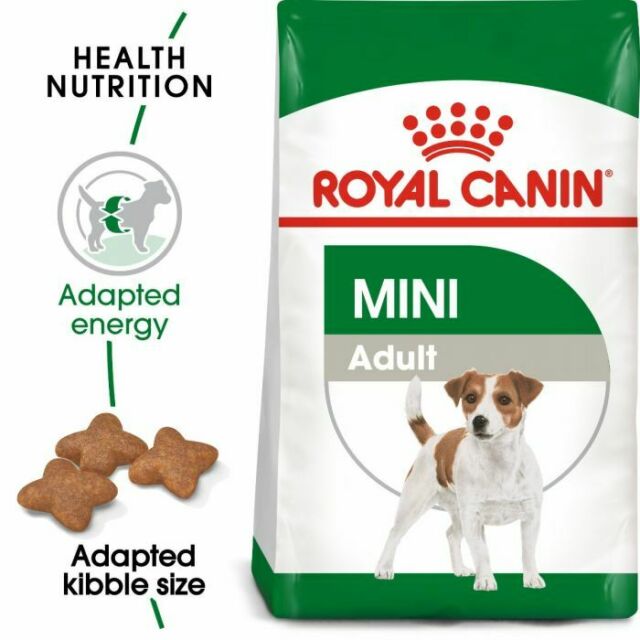 HEALTH
NUTRITION
Adapted
energy
Adapted
kibble size
ROYAL CANIN®
MINI
Adult